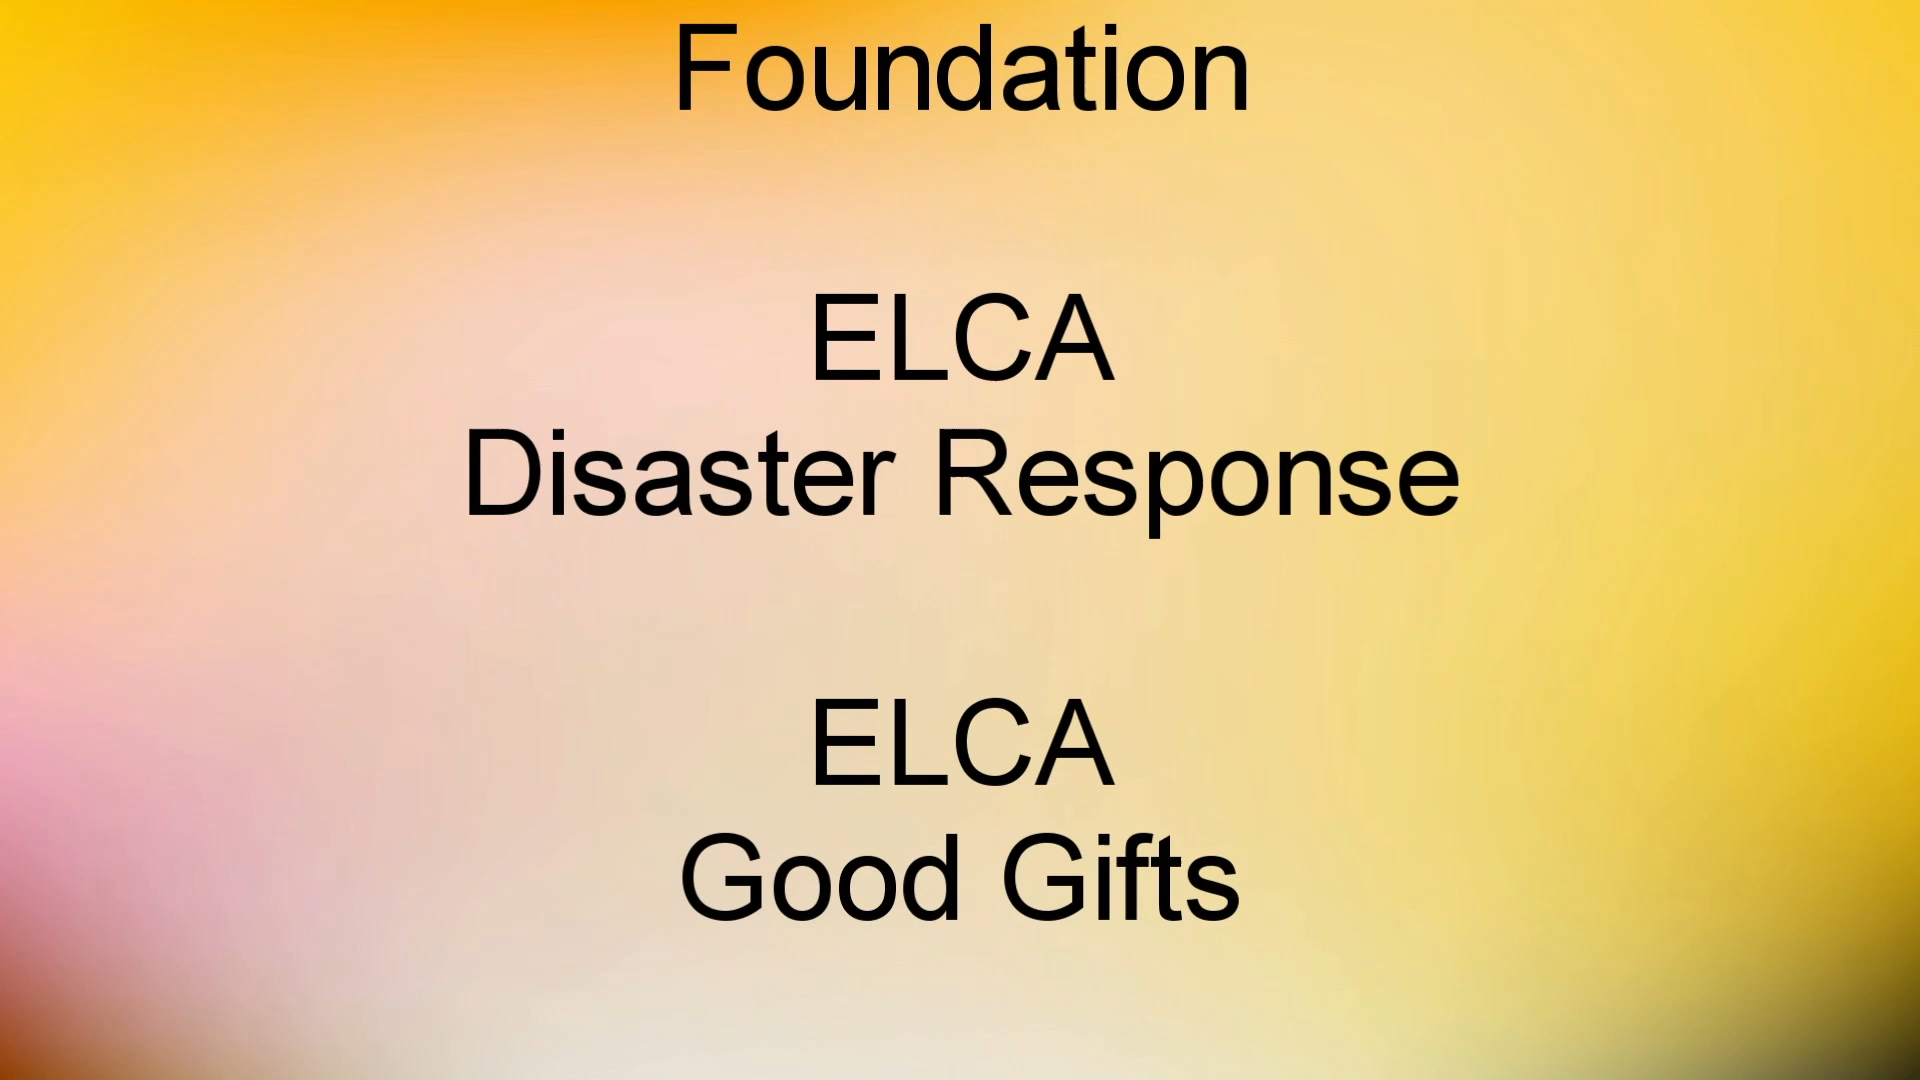 Foundation
ELCA
Disaster Response
ELCA
Good Gifts